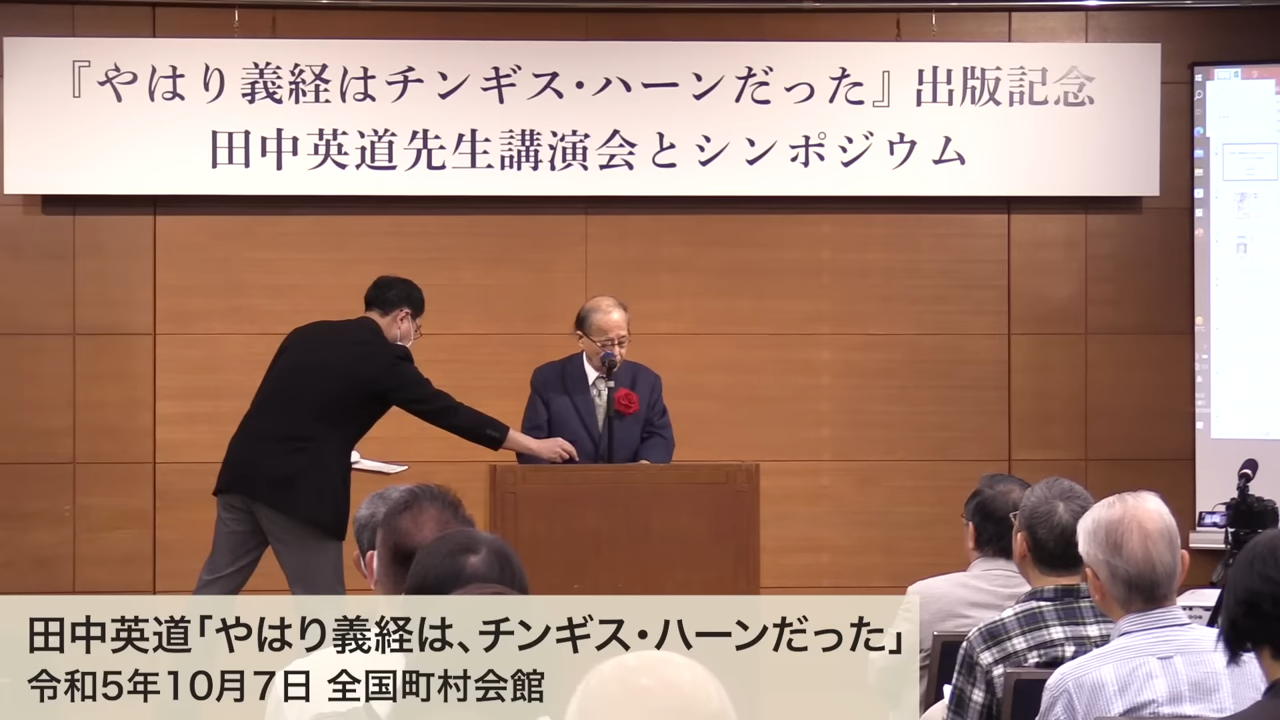 『やはり義経はチンギス・ハーンだった』出版記念
田中英道先生講演会とシンポジウム
田中英道「やはり義経は、チンギス・ハーンだった」
令和5年10月7日 全国町村会館